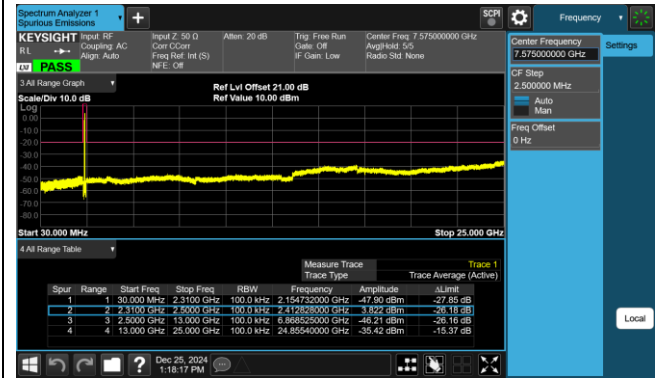 Spectrum Analyzer 1
Spurious Emissions
+
SCPI
Frequency
KEYSIGHT
RL
Input: RF
Coupling: AC
Align: Auto
Input Z: 50 Ω
Corr CCorr
Freq Ref: Int (S)
NFE: Off
Atten: 20 dB
Trig: Free Run
Gate: Off
IF Gain: Low
Center Freq: 7.575000000 GHz
Avg|Hold: 5/5
Radio Std: None
LXI
PASS
Center Frequency
7.575000000 GHz
Settings
CF Step
2.500000 MHz
Auto
Man
Freq Offset
0 Hz
3 All Range Graph
Scale/Div 10.0 dB
Ref Lvl Offset 21.00 dB
Ref Value 10.00 dBm
Log
0.00
-10.0
-20.0
-30.0
-40.0
-50.0
-60.0
-70.0
-80.0
Start 30.000 MHz
Stop 25.000 GHz
4 All Range Table
Measure Trace Trace 1
Trace Type Trace Average (Active)
Spur Range Start Freq Stop Freq RBW Frequency Amplitude ΔLimit
1 1 30.000 MHz 2.3100 GHz 100.0 kHz 2.154732000 GHz -47.90 dBm -27.85 dB
2 2 2.3100 GHz 2.5000 GHz 100.0 kHz 2.412828000 GHz 3.822 dBm -26.18 dB
3 3 2.5000 GHz 13.000 GHz 100.0 kHz 6.868525000 GHz -46.21 dBm -26.16 dB
4 4 13.000 GHz 25.000 GHz 100.0 kHz 24.85540000 GHz -35.42 dBm -15.37 dB
Local
?
Dec 25, 2024
1:18:17 PM